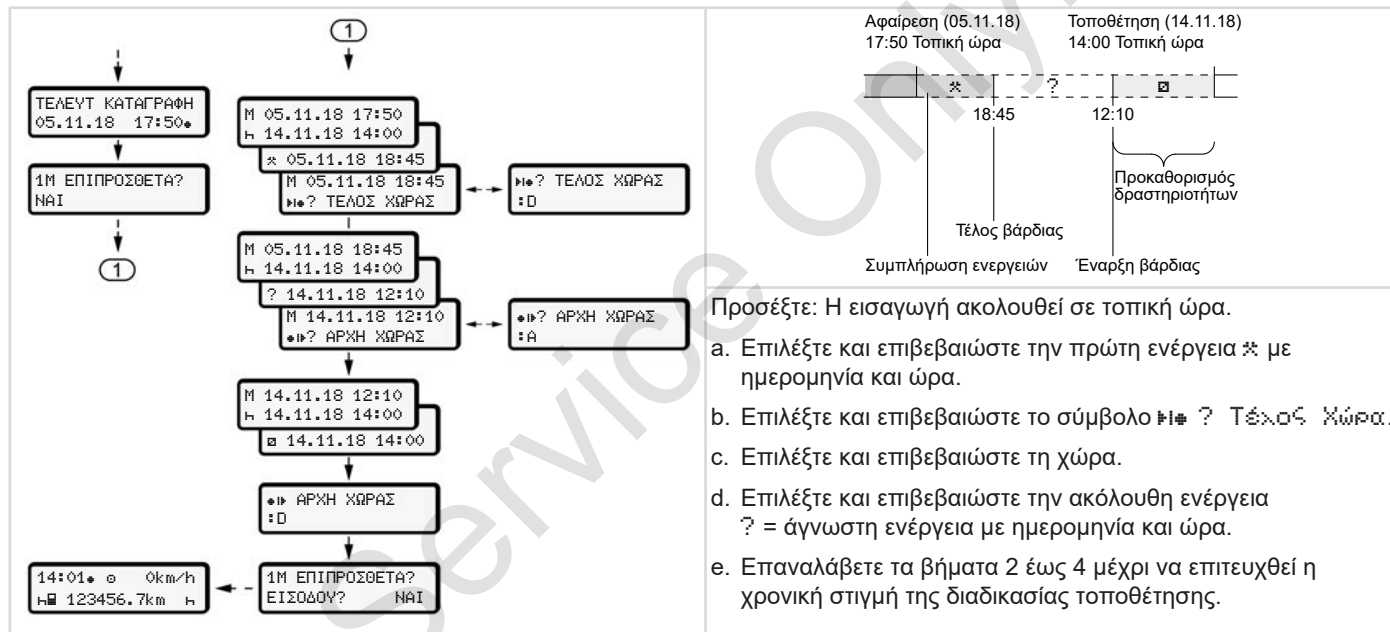 1
ΤΕΛΕΥΤ ΚΑΤΑΓΡΑΦΗ
05.11.18 17:50
1M ΕΠΙΠΡΟΣΘΕΤΑ?
ΝΑΙ
1
M 05.11.18 17:50
14.11.18 14:00
05.11.18 18:45
M 05.11.18 18:45
? ΤΕΛΟΣ ΧΩΡΑΣ
? ΤΕΛΟΣ ΧΩΡΑΣ
:D
M 05.11.18 18:45
14.11.18 14:00
? 14.11.18 12:10
M 14.11.18 12:10
? ΑΡΧΗ ΧΩΡΑΣ
? ΑΡΧΗ ΧΩΡΑΣ
:A
M 14.11.18 12:10
14.11.18 14:00
14.11.18 14:00
ΑΡΧΗ ΧΩΡΑΣ
:D
1M ΕΠΙΠΡΟΣΘΕΤΑ?
ΕΙΣΟΔΟΥ? ΝΑΙ
14:01 0km/h
123456.7km
Αφαίρεση (05.11.18)
17:50 Τοπική ώρα
Τοποθέτηση (14.11.18)
14:00 Τοπική ώρα
?
18:45
12:10
Προκαθορισμός
δραστηριοτήτων
Τέλος βάρδιας
Συμπλήρωση ενεργειών
Έναρξη βάρδιας
Προσέξτε: Η εισαγωγή ακολουθεί σε τοπική ώρα.
a. Επιλέξτε και επιβεβαιώστε την πρώτη ενέργεια με
ημερομηνία και ώρα.
b. Επιλέξτε και επιβεβαιώστε το σύμβολο ? Τέλος Χώρα.
c. Επιλέξτε και επιβεβαιώστε τη χώρα.
d. Επιλέξτε και επιβεβαιώστε την ακόλουθη ενέργεια
? = άγνωστη ενέργεια με ημερομηνία και ώρα.
e. Επαναλάβετε τα βήματα 2 έως 4 μέχρι να επιτευχθεί η
χρονική στιγμή της διαδικασίας τοποθέτησης.
Service Only